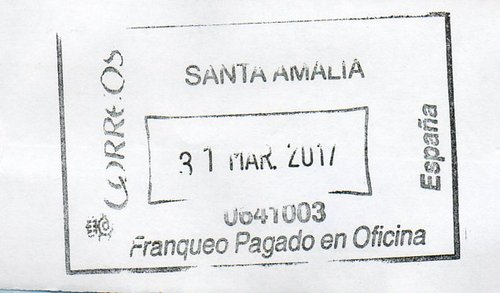 CORREOS
SANTA AMALIA
31 MAR. 2017
0641003
Franqueo Pagado en Oficina
España